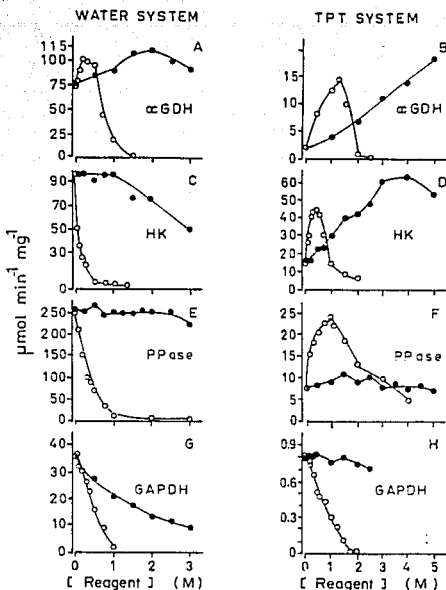 WATER SYSTEM
TPT SYSTEM
μmol min⁻¹ mg⁻¹
115
100
75
50
25
0
A
∝GDH
20
15
10
5
0
B
∝GDH
90
60
30
0
C
HK
60
50
40
30
20
10
0
D
HK
250
200
150
100
50
0
E
PPase
25
20
15
10
5
0
F
PPase
40
30
20
10
0
G
GAPDH
0.9
0.6
0.3
0
H
GAPDH
0 1 2 3
[ Reagent ] (M)
0 1 2 3 4 5
[ Reagent ] (M)